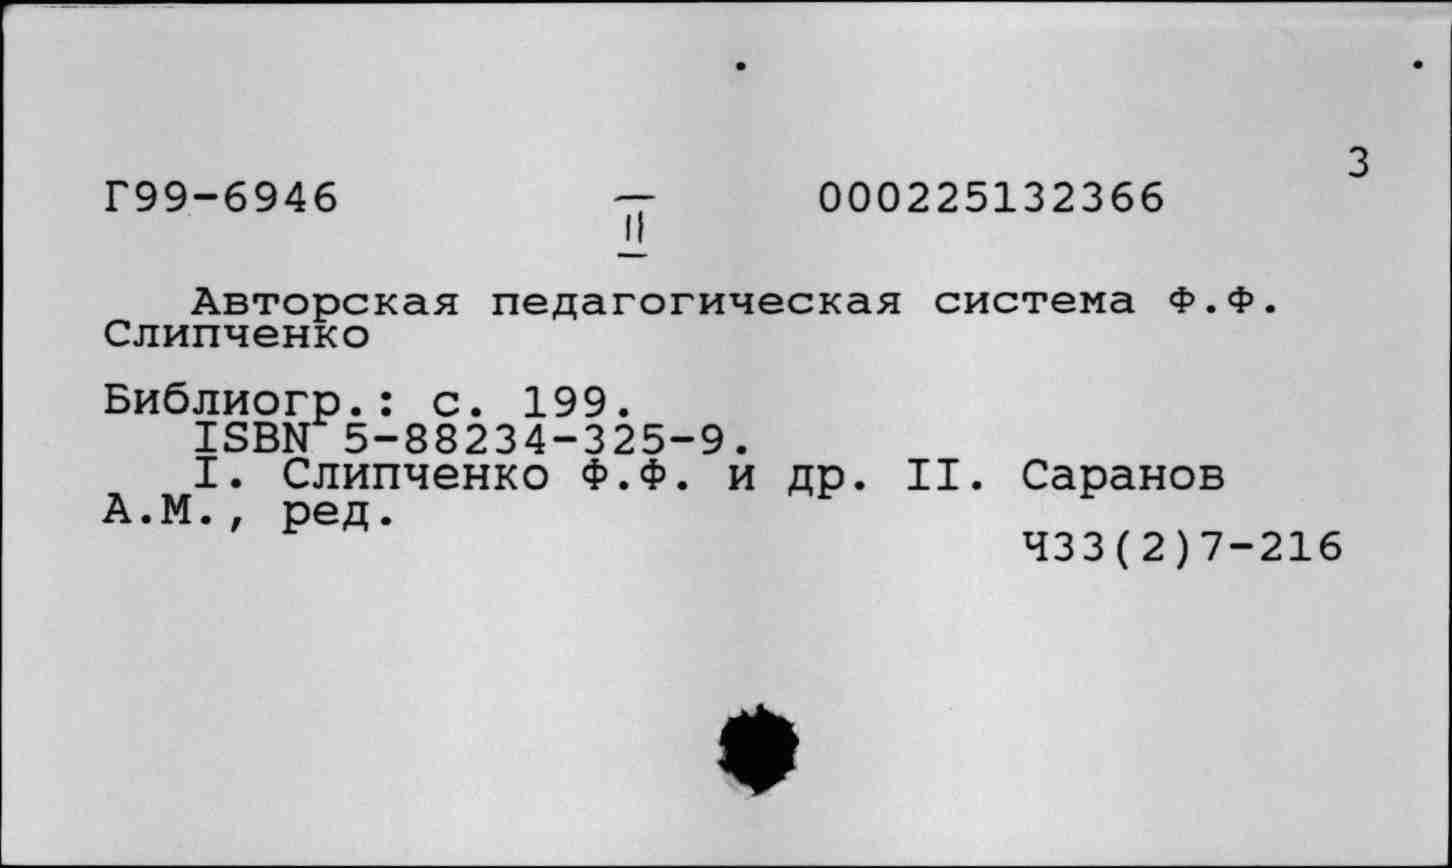 3
Г99-6946 II 000225132366
Авторская педагогическая система Ф.Ф.
Слипченко
Библиогр.: с. 199.
ISBN 5-88234-325-9.
I. Слипченко Ф.Ф. и др. II. Саранов
А.М., ред.
Ч33(2)7-216